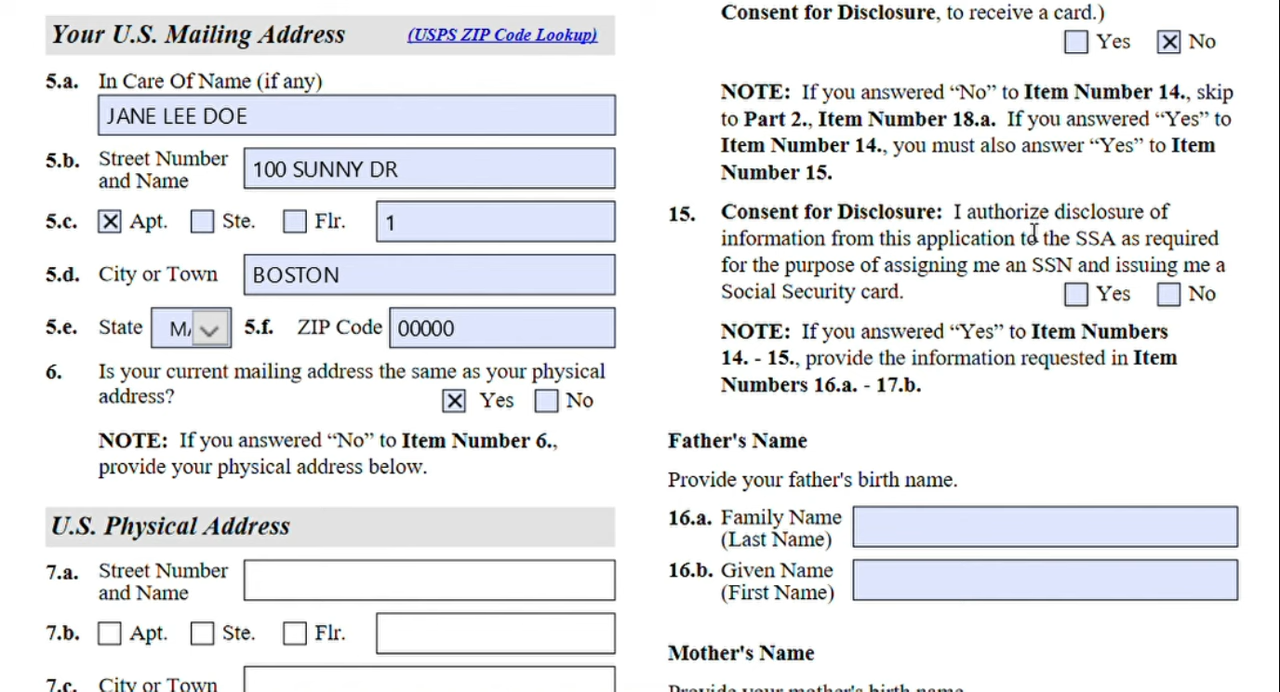 Your U.S. Mailing Address (USPS ZIP Code Lookup)
5.a. In Care Of Name (if any)
JANE LEE DOE
5.b. Street Number
and Name
100 SUNNY DR
5.c. Apt. Ste. Flr. 1
5.d. City or Town BOSTON
5.e. State MA 5.f. ZIP Code 00000
6. Is your current mailing address the same as your physical
address? Yes No
NOTE: If you answered “No” to Item Number 6.,
provide your physical address below.
U.S. Physical Address
7.a. Street Number
and Name
7.b. Apt. Ste. Flr.
7.c. City or Town
Consent for Disclosure, to receive a card.)
Yes No
NOTE: If you answered “No” to Item Number 14., skip
to Part 2., Item Number 18.a. If you answered “Yes” to
Item Number 14., you must also answer “Yes” to Item
Number 15.
15. Consent for Disclosure: I authorize disclosure of
information from this application to the SSA as required
for the purpose of assigning me an SSN and issuing me a
Social Security card. Yes No
NOTE: If you answered “Yes” to Item Numbers
14. - 15., provide the information requested in Item
Numbers 16.a. - 17.b.
Father's Name
Provide your father's birth name.
16.a. Family Name
(Last Name)
16.b. Given Name
(First Name)
Mother's Name
Provide your mother's birth name.